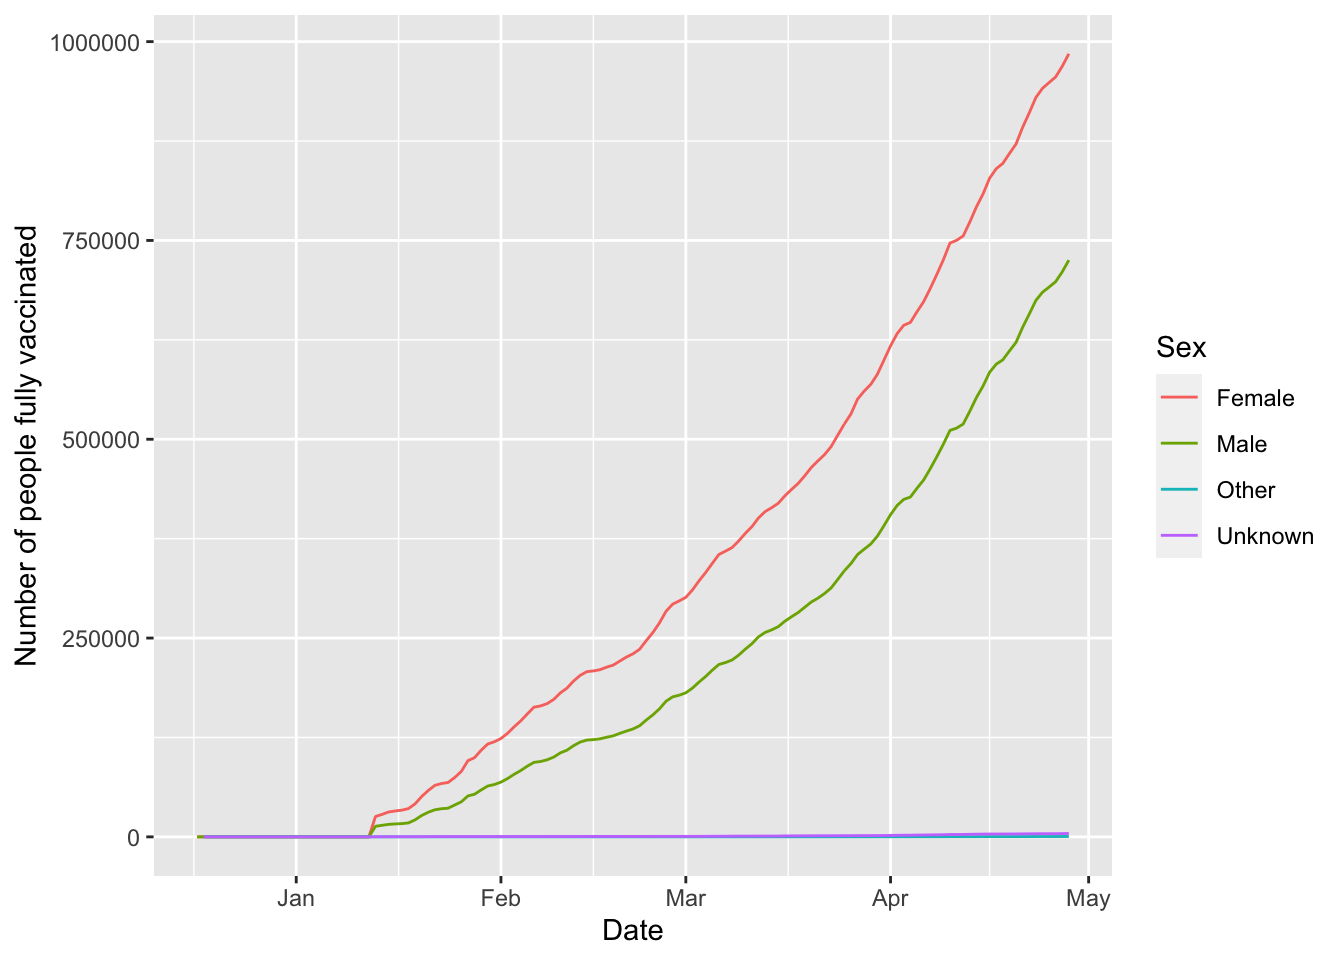 1000000
750000
500000
250000
0
Number of people fully vaccinated
Jan Feb Mar Apr May
Date
Sex
Female
Male
Other
Unknown